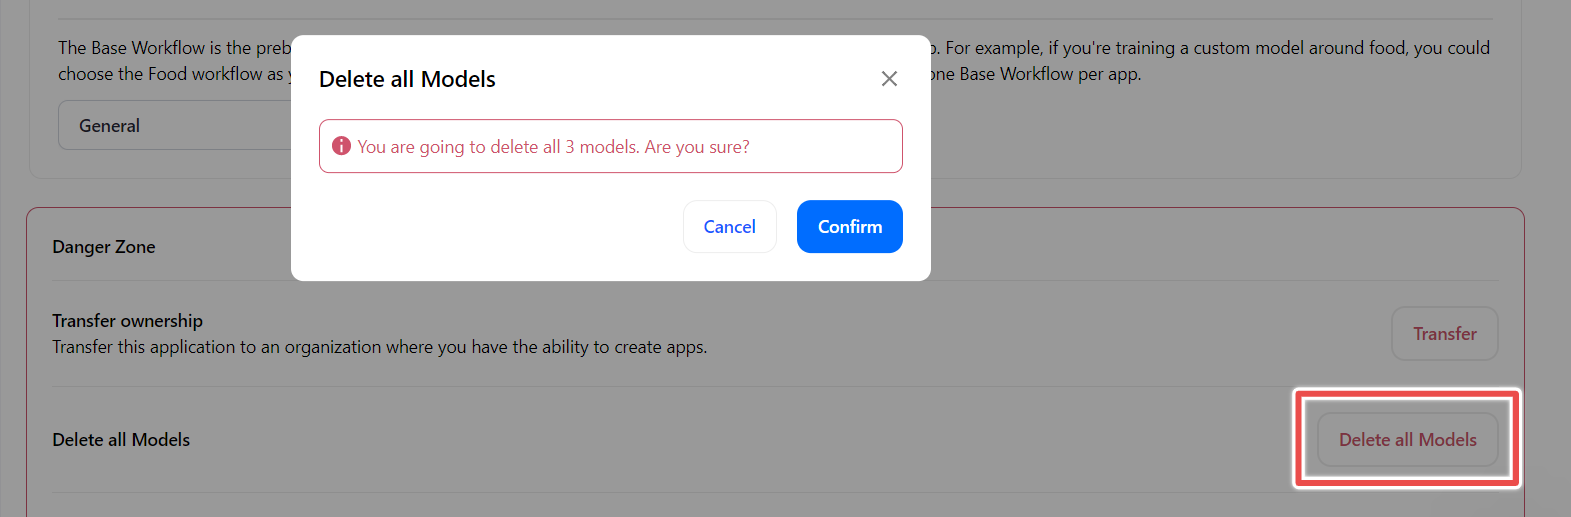 The Base Workflow is the preb
o. For example, if you're training a custom model around food, you could
choose the Food workflow as y
one Base Workflow per app.
General
Delete all Models
You are going to delete all 3 models. Are you sure?
Cancel
Confirm
Danger Zone
Transfer ownership
Transfer this application to an organization where you have the ability to create apps.
Transfer
Delete all Models
Delete all Models